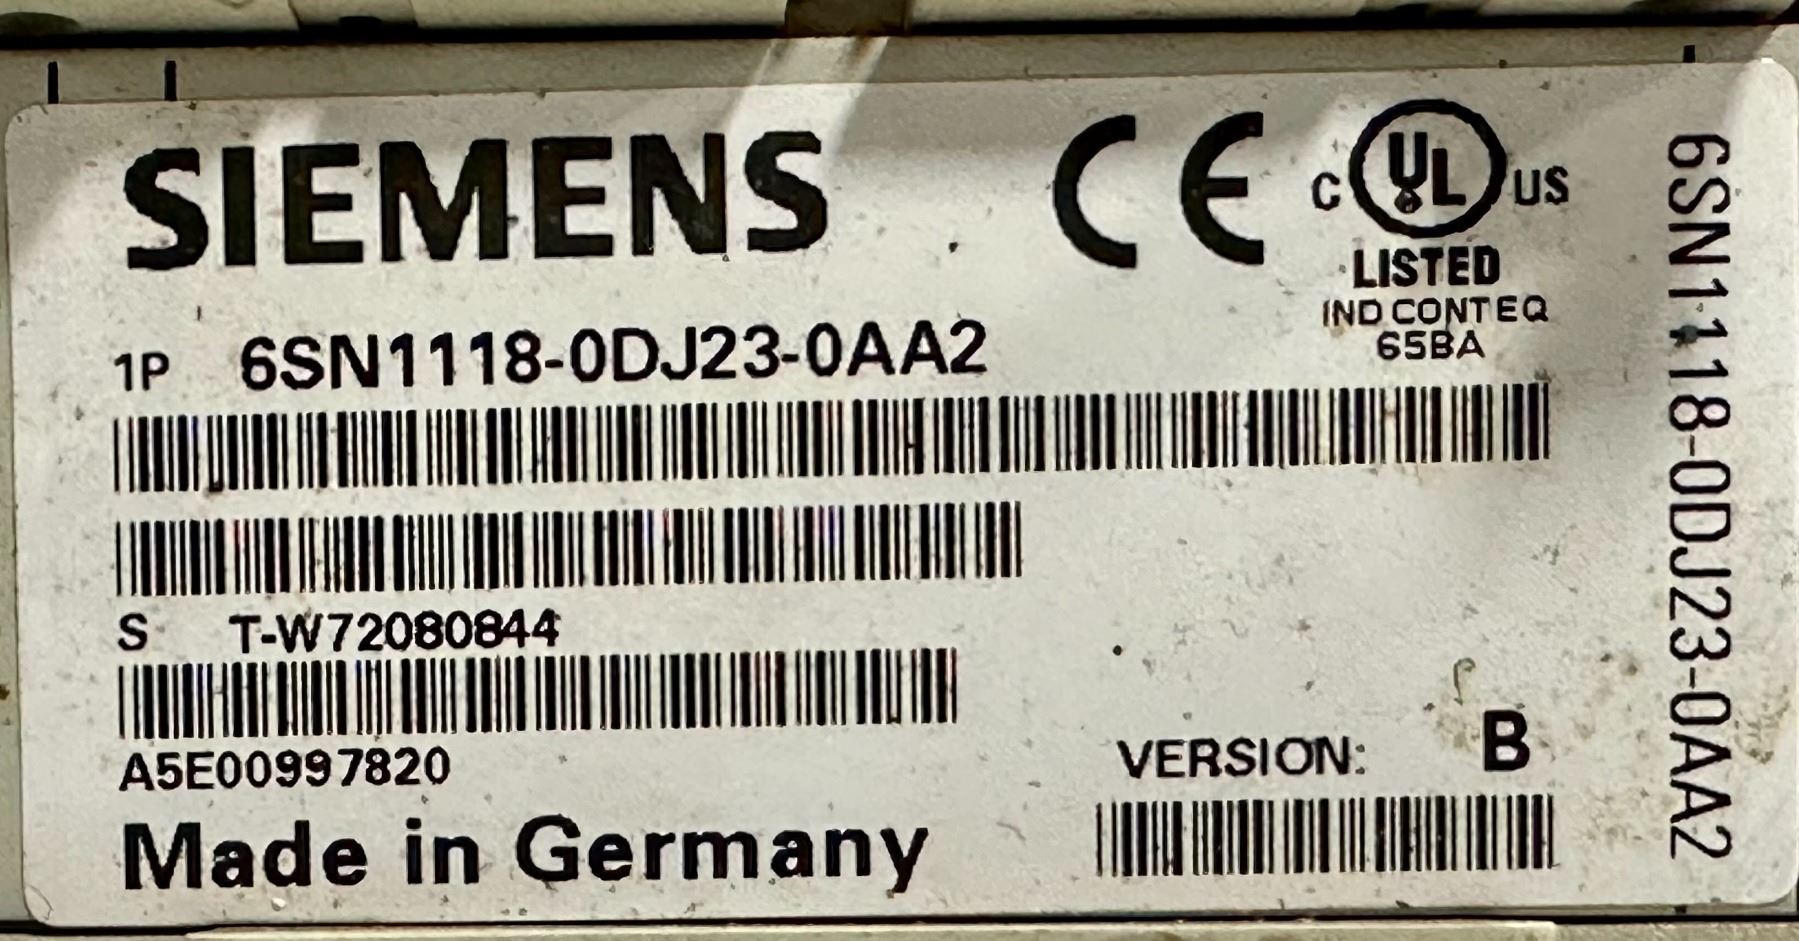 SIEMENS
CE
C UL US
LISTED
IND CONT EQ
65BA
1P 6SN1118-0DJ23-0AA2
S T-W72080844
A5E00997820
VERSION: B
Made in Germany
6SN1118-0DJ23-0AA2